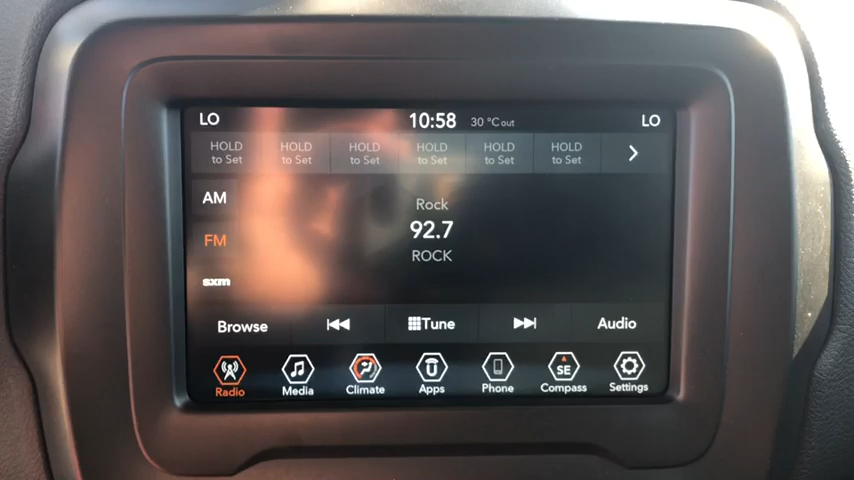 LO 10:58 30 °C out LO
HOLD to Set HOLD to Set HOLD to Set HOLD to Set HOLD to Set HOLD to Set
AM
FM
sxm
Rock
92.7
ROCK
Browse Tune Audio
SE
Radio Media Climate Apps Phone Compass Settings